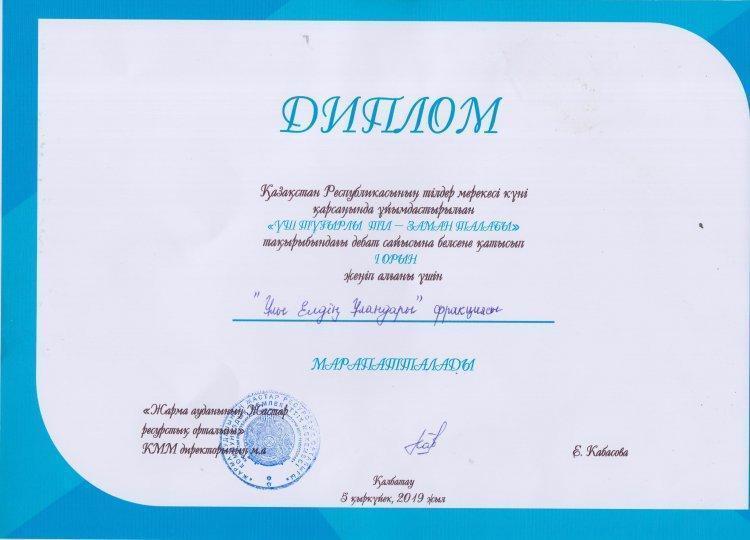 ДИПЛОМ
Қазақстан Республикасының тілдер мерекесі күні
қарсаңында ұйымдастырылған
«ҮШ ТҰҒЫРЛЫ ТІЛ – ЗАМАН ТАЛАБЫ»
тақырыбындағы дебат сайысына белсене қатысып
І ОРЫН
жеңіп алғаны үшін
"Ұлы Елдің Ұландары" фракциясы
МАРАПАТТАЛАДЫ
«Жарма ауданының Жастар
ресурстық орталығы»
КММ директорының м.а
Е. Кабасова
Қалбатау
5 қыркүйек, 2019 жыл